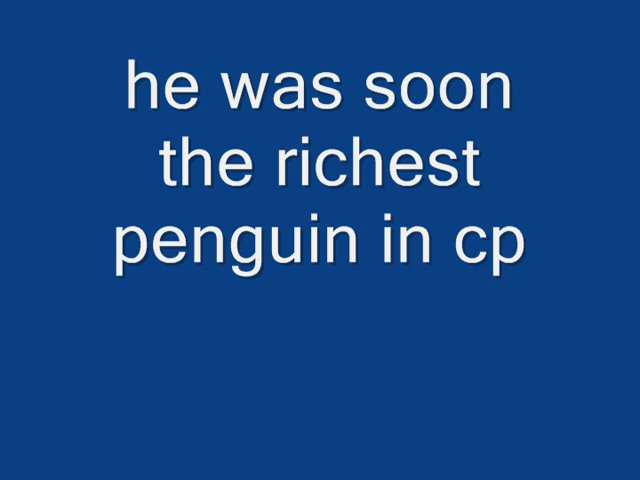 he was soon
the richest
penguin in cp